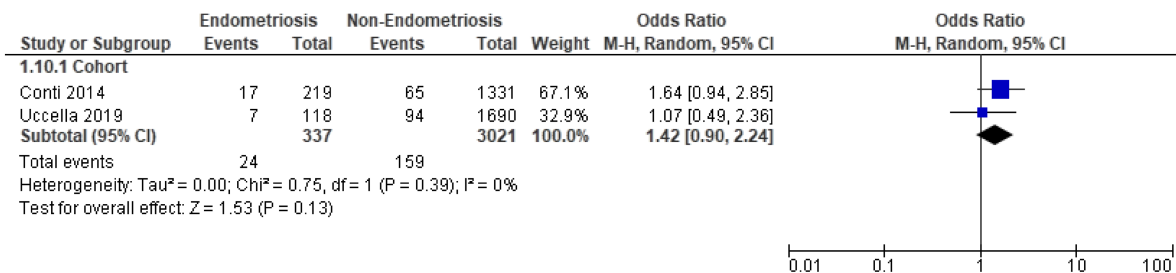 Endometriosis Non-Endometriosis Odds Ratio Odds Ratio
Study or Subgroup Events Total Events Total Weight M-H, Random, 95% CI M-H, Random, 95% CI
1.10.1 Cohort
Conti 2014 17 219 65 1331 67.1% 1.64 [0.94, 2.85]
Uccella 2019 7 118 94 1690 32.9% 1.07 [0.49, 2.36]
Subtotal (95% CI) 337 3021 100.0% 1.42 [0.90, 2.24]
Total events 24 159
Heterogeneity: Tau² = 0.00; Chi² = 0.75, df = 1 (P = 0.39); I² = 0%
Test for overall effect: Z = 1.53 (P = 0.13)
0.01 0.1 1 10 100